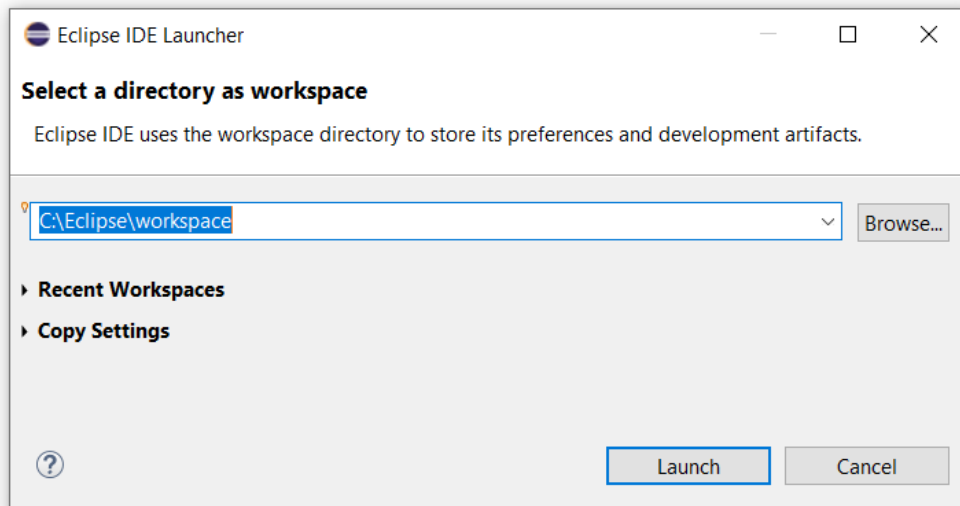 Eclipse IDE Launcher
Select a directory as workspace
Eclipse IDE uses the workspace directory to store its preferences and development artifacts.
C:\Eclipse\workspace
Browse...
Recent Workspaces
Copy Settings
?
Launch
Cancel